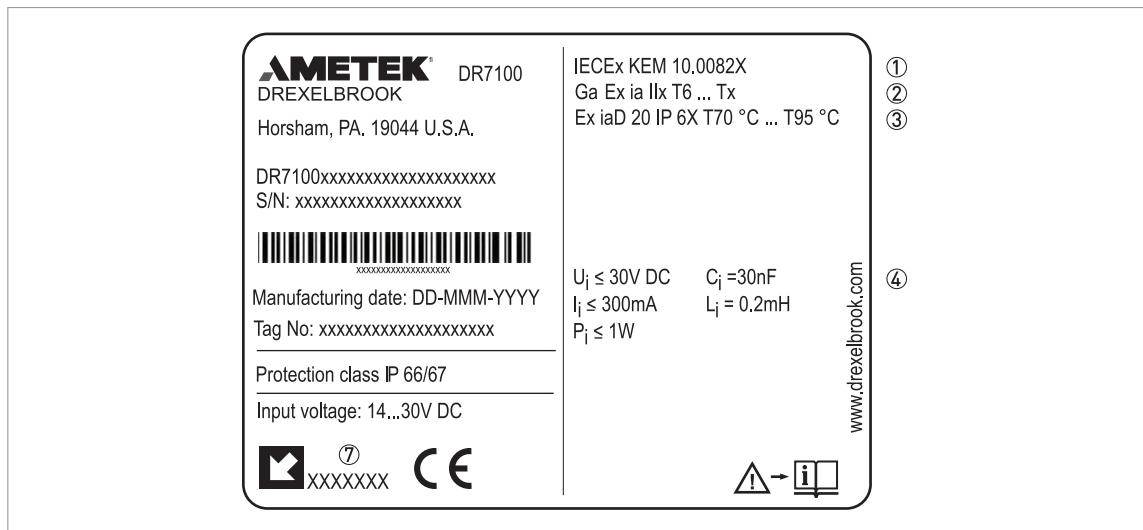 AMETEK® DR7100
DREXELBROOK
Horsham, PA. 19044 U.S.A.
DR7100xxxxxxxxxxxxxxxxxxxx
S/N: xxxxxxxxxxxxxxxxxxx
xxxxxxxxxxxxxxxxxxx
Manufacturing date: DD-MMM-YYYY
Tag No: xxxxxxxxxxxxxxxxxxxx
Protection class IP 66/67
Input voltage: 14...30V DC
⑦
XXXXXXX CE
IECEx KEM 10.0082X ①
Ga Ex ia IIx T6 ... Tx ②
Ex iaD 20 IP 6X T70 °C ... T95 °C ③
Ui ≤ 30V DC Ci =30nF ④
Ii ≤ 300mA Li = 0.2mH
Pi ≤ 1W
www.drexelbrook.com
i